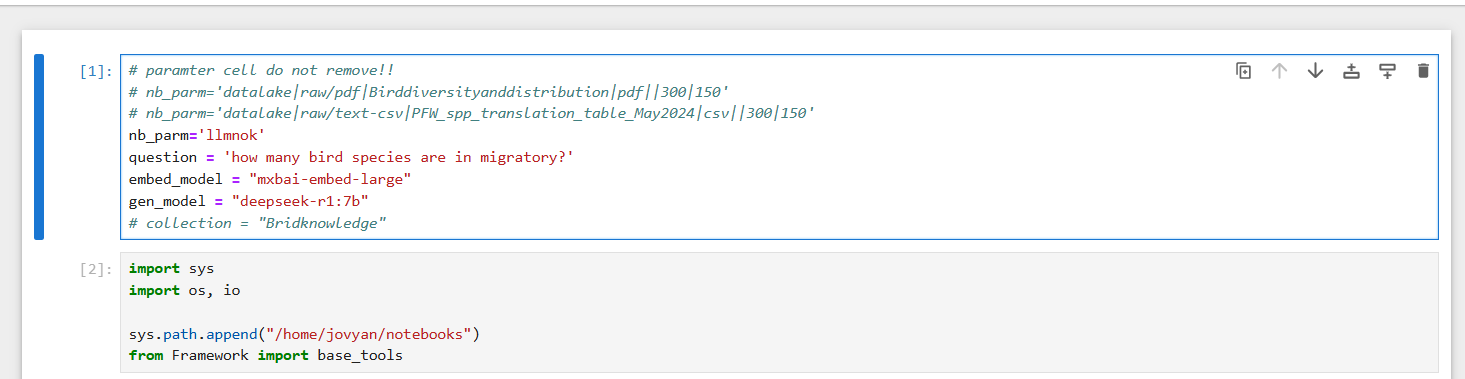 [1]:
# paramter cell do not remove!!
# nb_parm='datalake|raw/pdf|Birddiversityanddistribution|pdf||300|150'
# nb_parm='datalake|raw/text-csv|PFW_spp_translation_table_May2024|csv||300|150'
nb_parm='llmnok'
question = 'how many bird species are in migratory?'
embed_model = "mxbai-embed-large"
gen_model = "deepseek-r1:7b"
# collection = "Bridknowledge"
[2]:
import sys
import os, io
sys.path.append("/home/jovyan/notebooks")
from Framework import base_tools